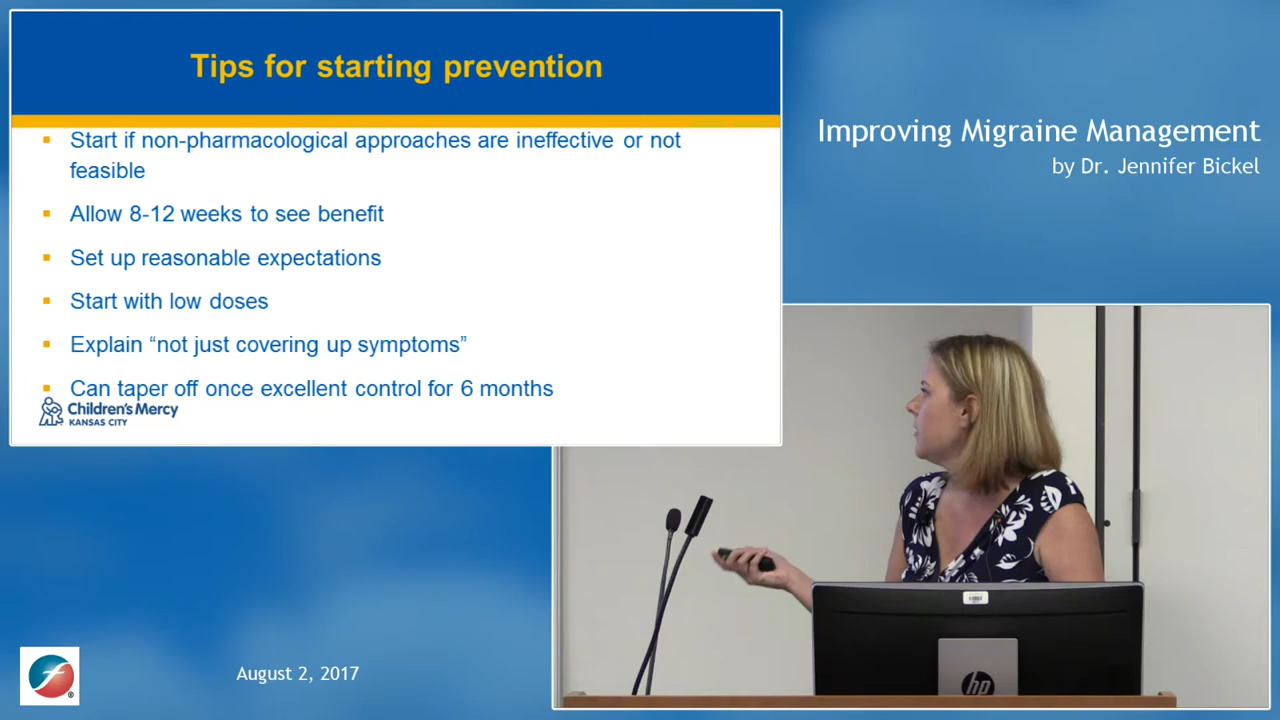 Tips for starting prevention
Start if non-pharmacological approaches are ineffective or not
feasible
Allow 8-12 weeks to see benefit
Set up reasonable expectations
Start with low doses
Explain “not just covering up symptoms”
Can taper off once excellent control for 6 months
Children's Mercy
KANSAS CITY
Improving Migraine Management
by Dr. Jennifer Bickel
hp
August 2, 2017
®